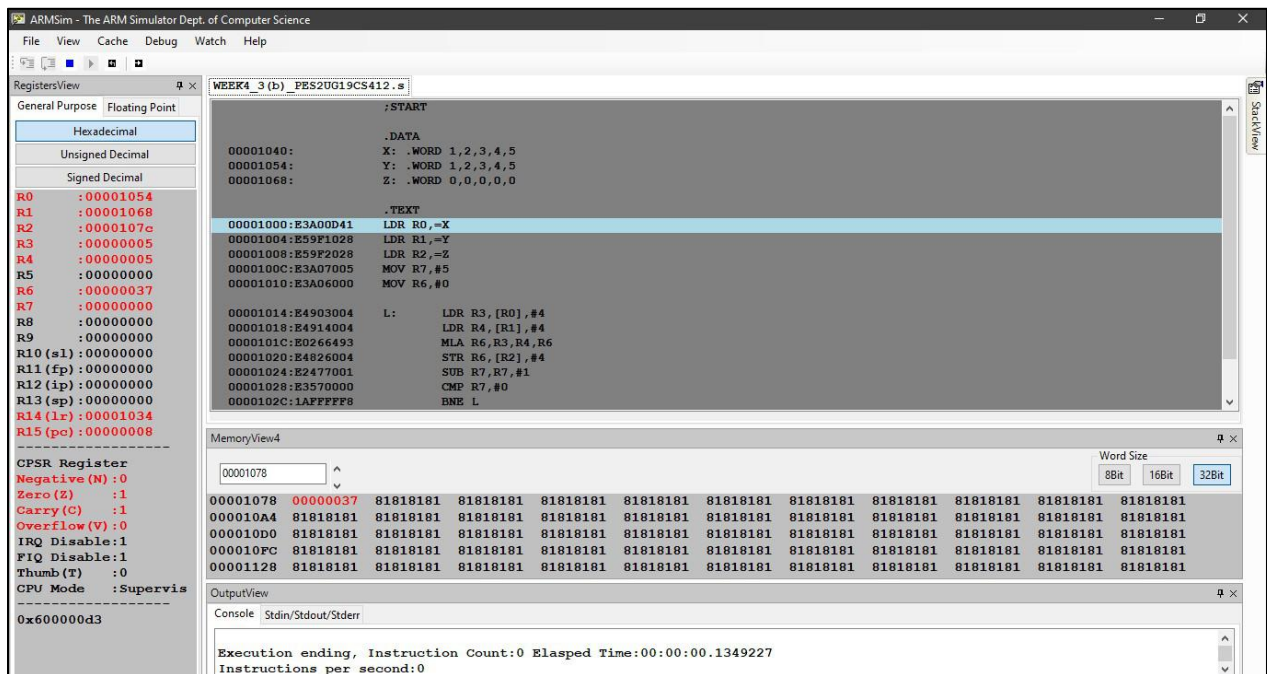 ARMSim - The ARM Simulator Dept. of Computer Science
File View Cache Debug Watch Help
RegistersView
General Purpose Floating Point
Hexadecimal
Unsigned Decimal
Signed Decimal
R0 :00001054
R1 :00001068
R2 :0000107c
R3 :00000005
R4 :00000005
R5 :00000000
R6 :00000037
R7 :00000000
R8 :00000000
R9 :00000000
R10(sl):00000000
R11(fp):00000000
R12(ip):00000000
R13(sp):00000000
R14(lr):00001034
R15(pc):00000008
------------------
CPSR Register
Negative(N):0
Zero(Z) :1
Carry(C) :1
Overflow(V):0
IRQ Disable:1
FIQ Disable:1
Thumb(T) :0
CPU Mode :Supervis
------------------
0x600000d3
WEEK4_3(b)_PES2UG19CS412.s
;START
.DATA
00001040: X: .WORD 1,2,3,4,5
00001054: Y: .WORD 1,2,3,4,5
00001068: Z: .WORD 0,0,0,0,0
.TEXT
00001000:E3A00D41 LDR R0,=X
00001004:E59F1028 LDR R1,=Y
00001008:E59F2028 LDR R2,=Z
0000100C:E3A07005 MOV R7,#5
00001010:E3A06000 MOV R6,#0
00001014:E4903004 L: LDR R3,[R0],#4
00001018:E4914004 LDR R4,[R1],#4
0000101C:E0266493 MLA R6,R3,R4,R6
00001020:E4826004 STR R6,[R2],#4
00001024:E2477001 SUB R7,R7,#1
00001028:E3570000 CMP R7,#0
0000102C:1AFFFFF8 BNE L
MemoryView4
00001078
Word Size
8Bit 16Bit 32Bit
00001078 00000037 81818181 81818181 81818181 81818181 81818181 81818181 81818181 81818181 81818181 81818181
000010A4 81818181 81818181 81818181 81818181 81818181 81818181 81818181 81818181 81818181 81818181 81818181
000010D0 81818181 81818181 81818181 81818181 81818181 81818181 81818181 81818181 81818181 81818181 81818181
000010FC 81818181 81818181 81818181 81818181 81818181 81818181 81818181 81818181 81818181 81818181 81818181
00001128 81818181 81818181 81818181 81818181 81818181 81818181 81818181 81818181 81818181 81818181 81818181
OutputView
Console Stdin/Stdout/Stderr
Execution ending, Instruction Count:0 Elasped Time:00:00:00.1349227
Instructions per second:0
StackView